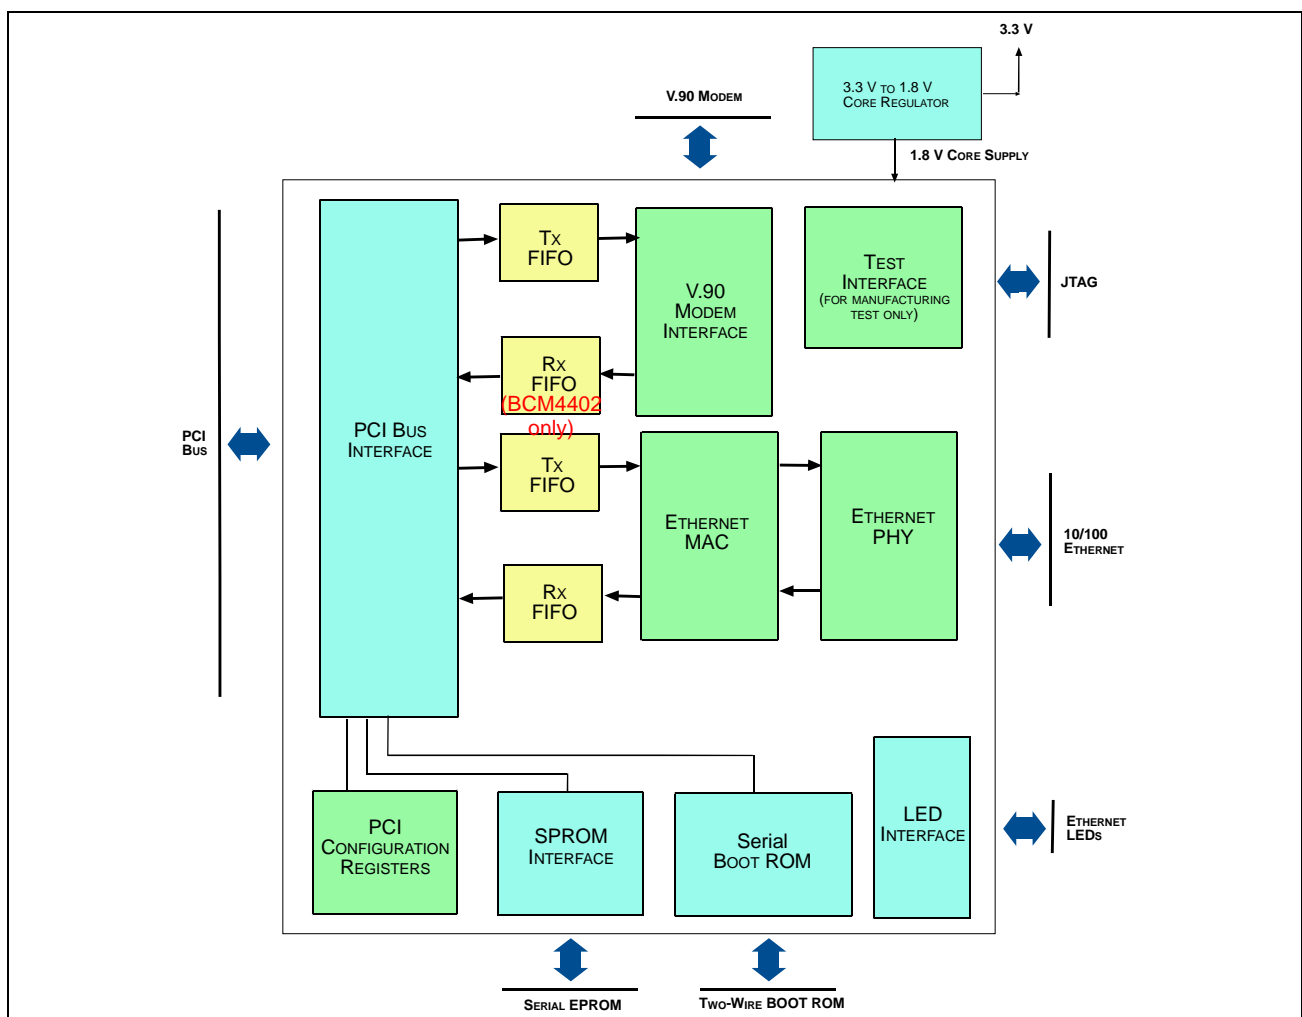 3.3 V
3.3 V to 1.8 V
Core Regulator
V.90 Modem
1.8 V Core Supply
Tx
FIFO
V.90
Modem
Interface
Test
Interface
(for manufacturing
test only)
JTAG
Rx
FIFO
(BCM4402
only)
PCI
Bus
PCI Bus
Interface
Tx
FIFO
Ethernet
MAC
Ethernet
PHY
10/100
Ethernet
Rx
FIFO
PCI
Configuration
Registers
SPROM
Interface
Serial
Boot ROM
LED
Interface
Ethernet
LEDs
Serial EPROM
Two-Wire BOOT ROM